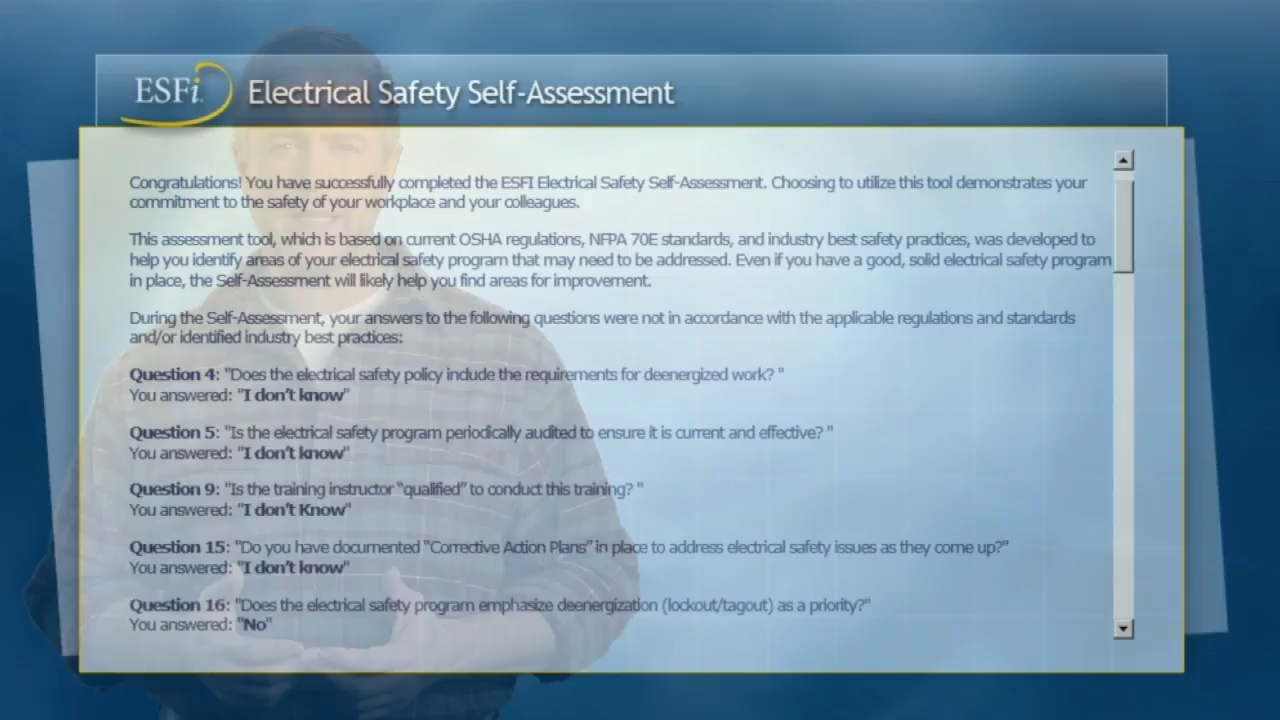 ESFi Electrical Safety Self-Assessment
Congratulations! You have successfully completed the ESFI Electrical Safety Self-Assessment. Choosing to utilize this tool demonstrates your
commitment to the safety of your workplace and your colleagues.
This assessment tool, which is based on current OSHA regulations, NFPA 70E standards, and industry best safety practices, was developed to
help you identify areas of your electrical safety program that may need to be addressed. Even if you have a good, solid electrical safety program
in place, the Self-Assessment will likely help you find areas for improvement.
During the Self-Assessment, your answers to the following questions were not in accordance with the applicable regulations and standards
and/or identified industry best practices:
Question 4: "Does the electrical safety policy include the requirements for deenergized work? "
You answered: "I don't know"
Question 5: "Is the electrical safety program periodically audited to ensure it is current and effective? "
You answered: "I don't know"
Question 9: "Is the training instructor “qualified” to conduct this training? "
You answered: "I don't Know"
Question 15: "Do you have documented “Corrective Action Plans” in place to address electrical safety issues as they come up?"
You answered: "I don't know"
Question 16: "Does the electrical safety program emphasize deenergization (lockout/tagout) as a priority?"
You answered: "No"